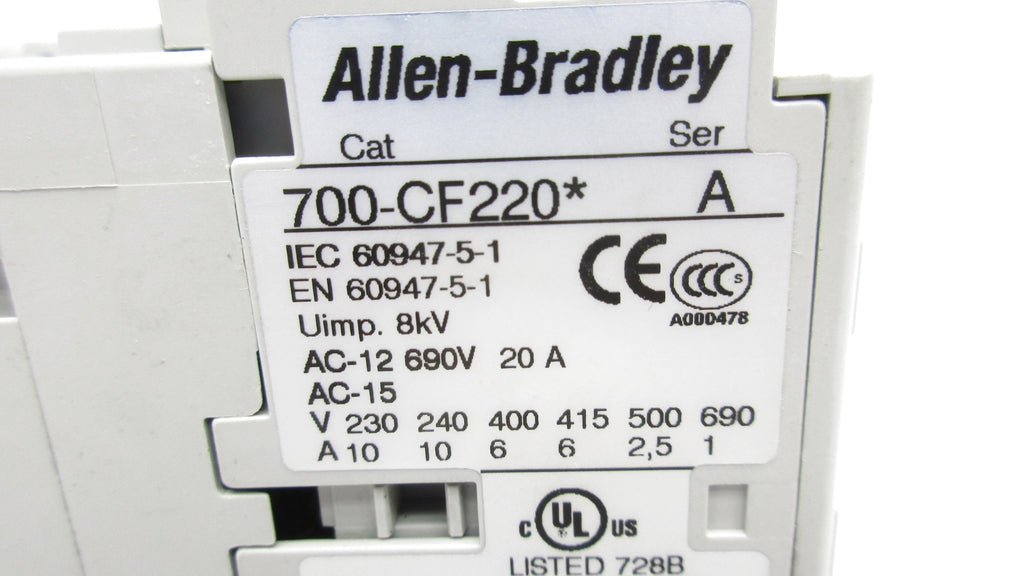 Allen-Bradley
Cat Ser
700-CF220* A
IEC 60947-5-1
EN 60947-5-1
CE CCC S
A000478
Uimp. 8kV
AC-12 690V 20 A
AC-15
V 230 240 400 415 500 690
A 10 10 6 6 2,5 1
C UL US
LISTED 728B